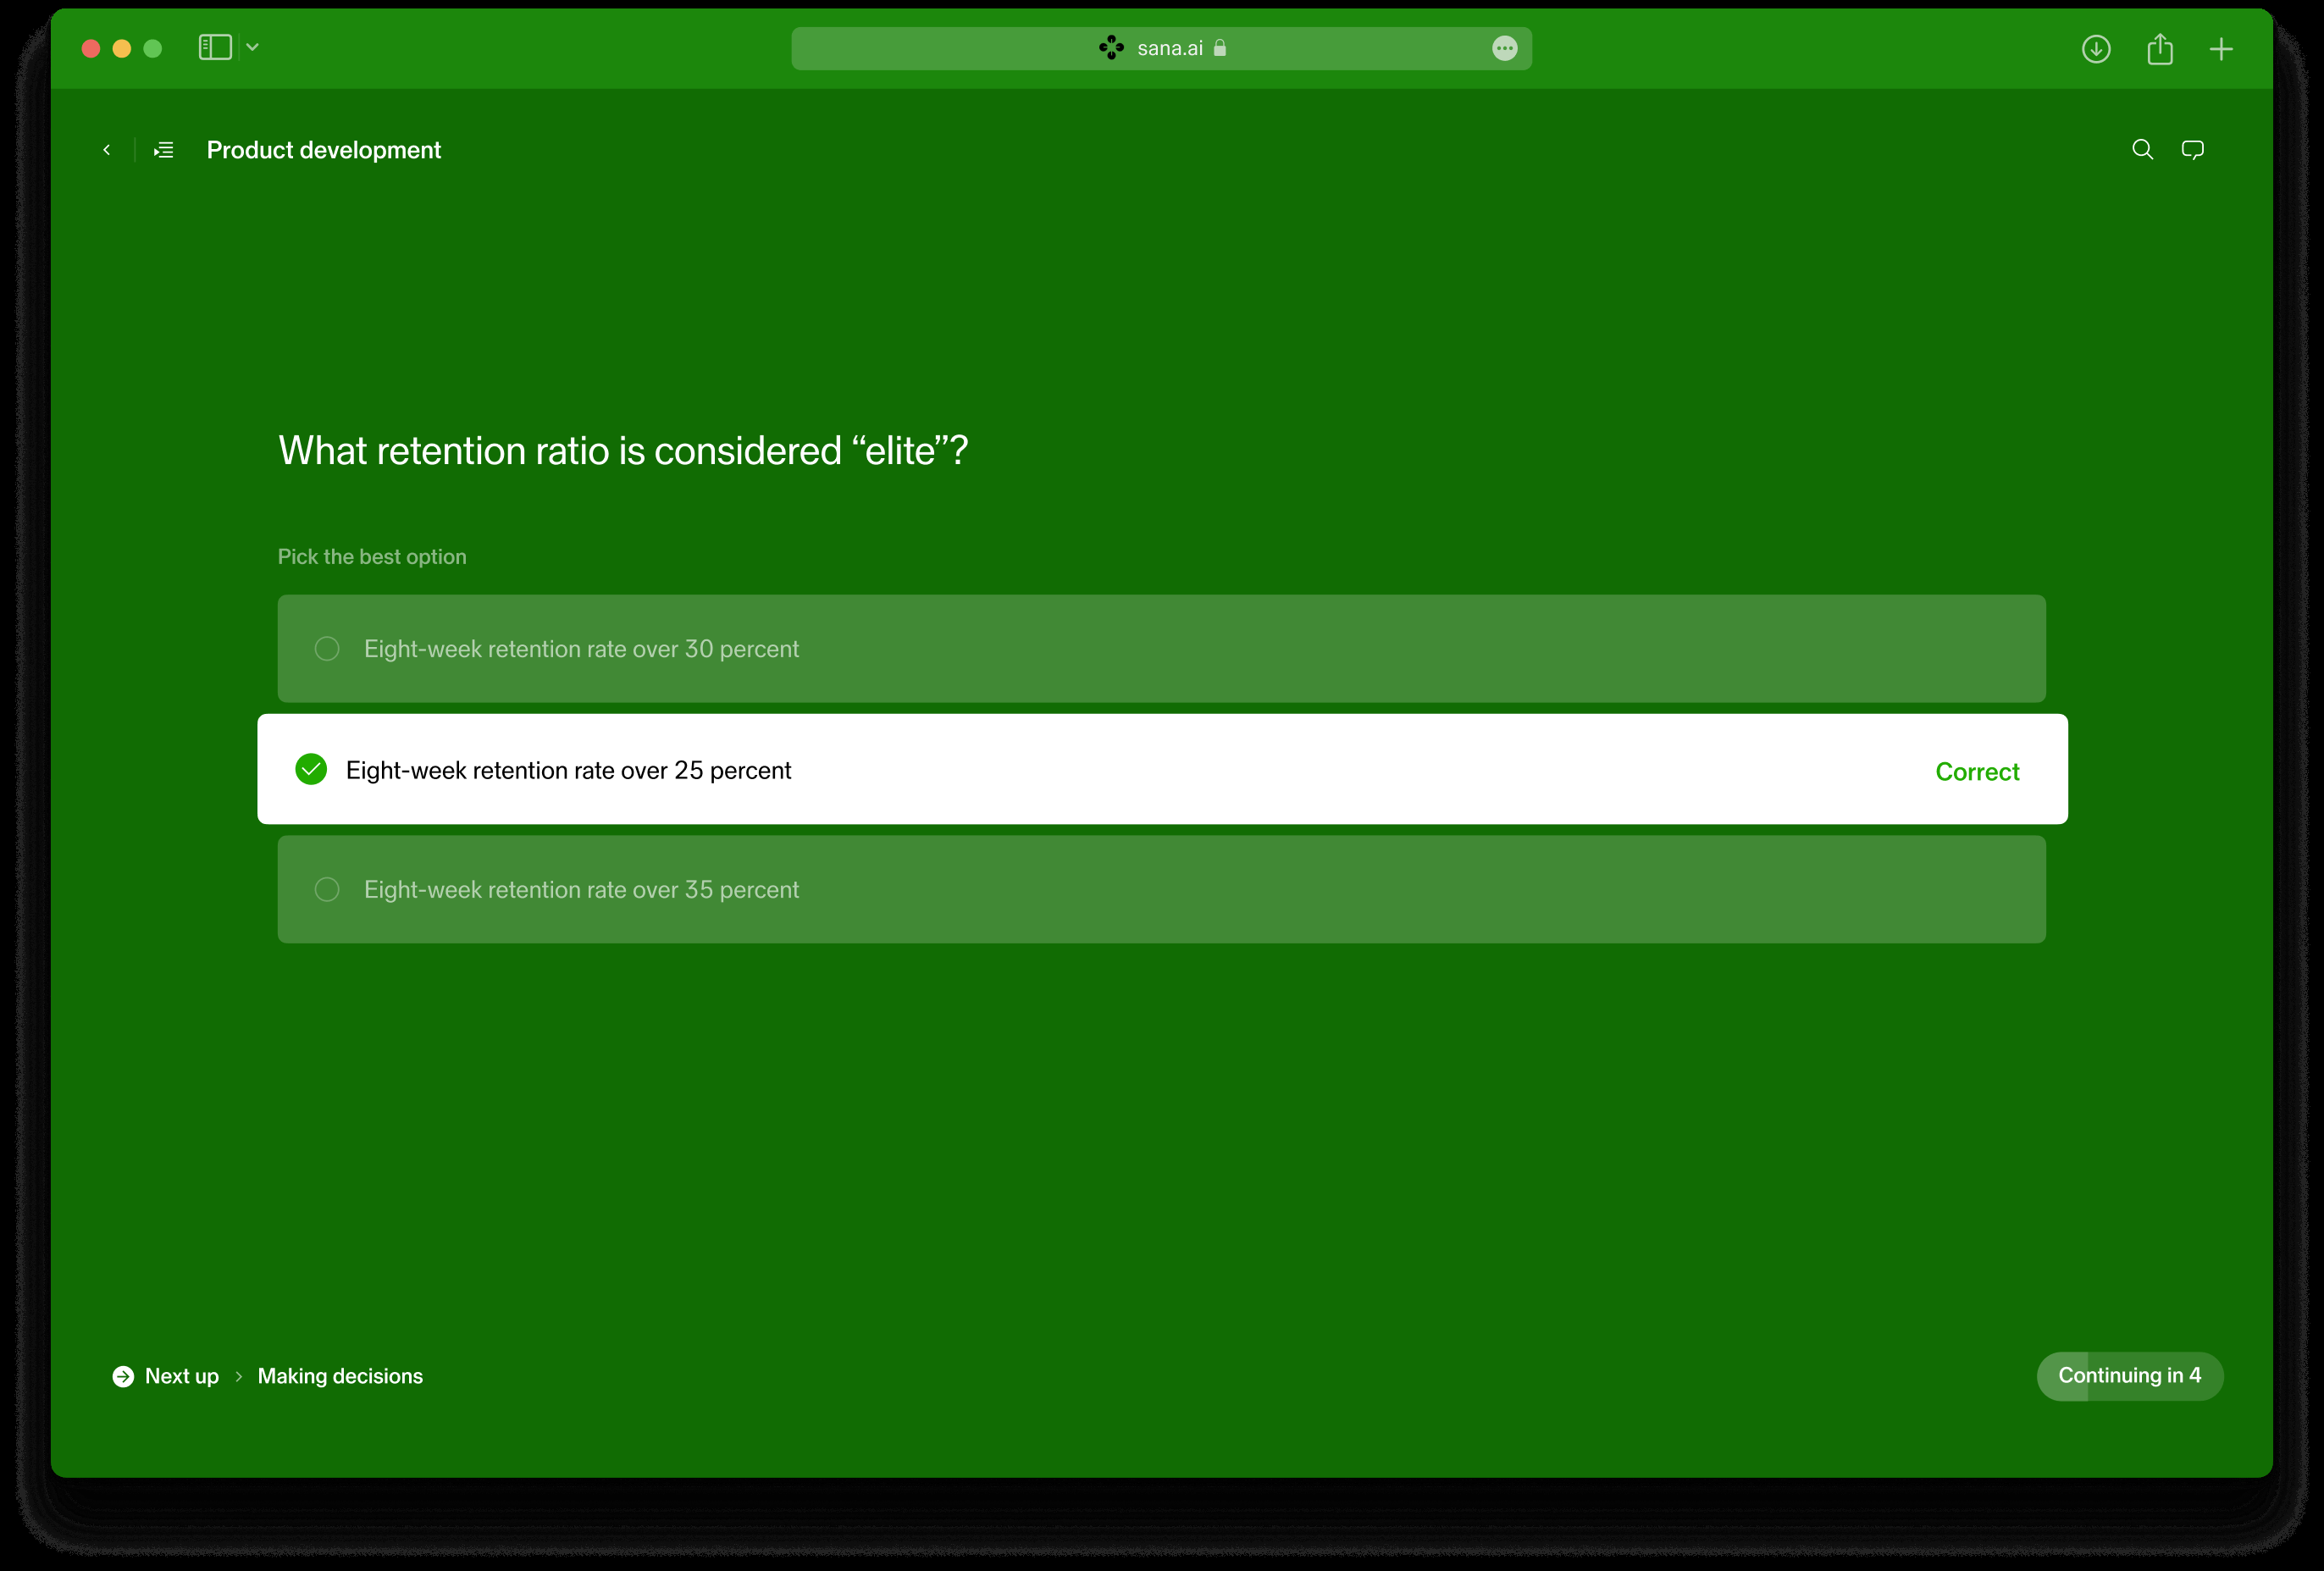 sana.ai
Product development
What retention ratio is considered “elite”?
Pick the best option
Eight-week retention rate over 30 percent
Eight-week retention rate over 25 percent
Correct
Eight-week retention rate over 35 percent
Next up > Making decisions
Continuing in 4